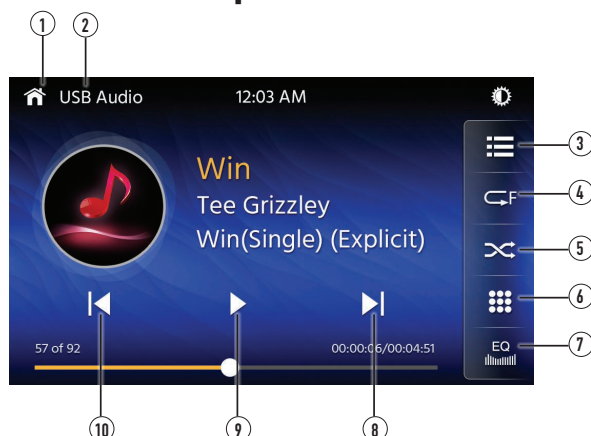 1
2
USB Audio
12:03 AM
Win
Tee Grizzley
Win(Single) (Explicit)
57 of 92
00:00:06/00:04:51
F
EQ
3
4
5
6
7
10
9
8